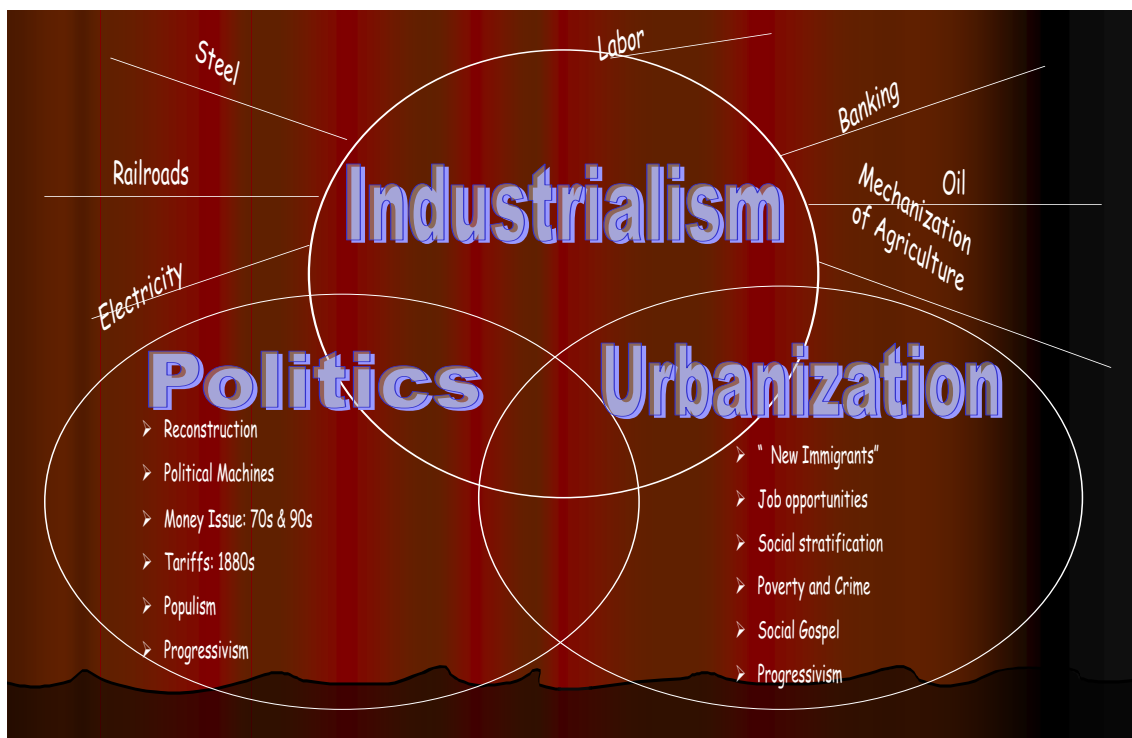 Steel
Labor
Banking
Railroads
Oil
Mechanization
of Agriculture
Industrialism
Electricity
Politics
Reconstruction
Political Machines
Money Issue: 70s & 90s
Tariffs: 1880s
Populism
Progressivism
Urbanization
“ New Immigrants”
Job opportunities
Social stratification
Poverty and Crime
Social Gospel
Progressivism